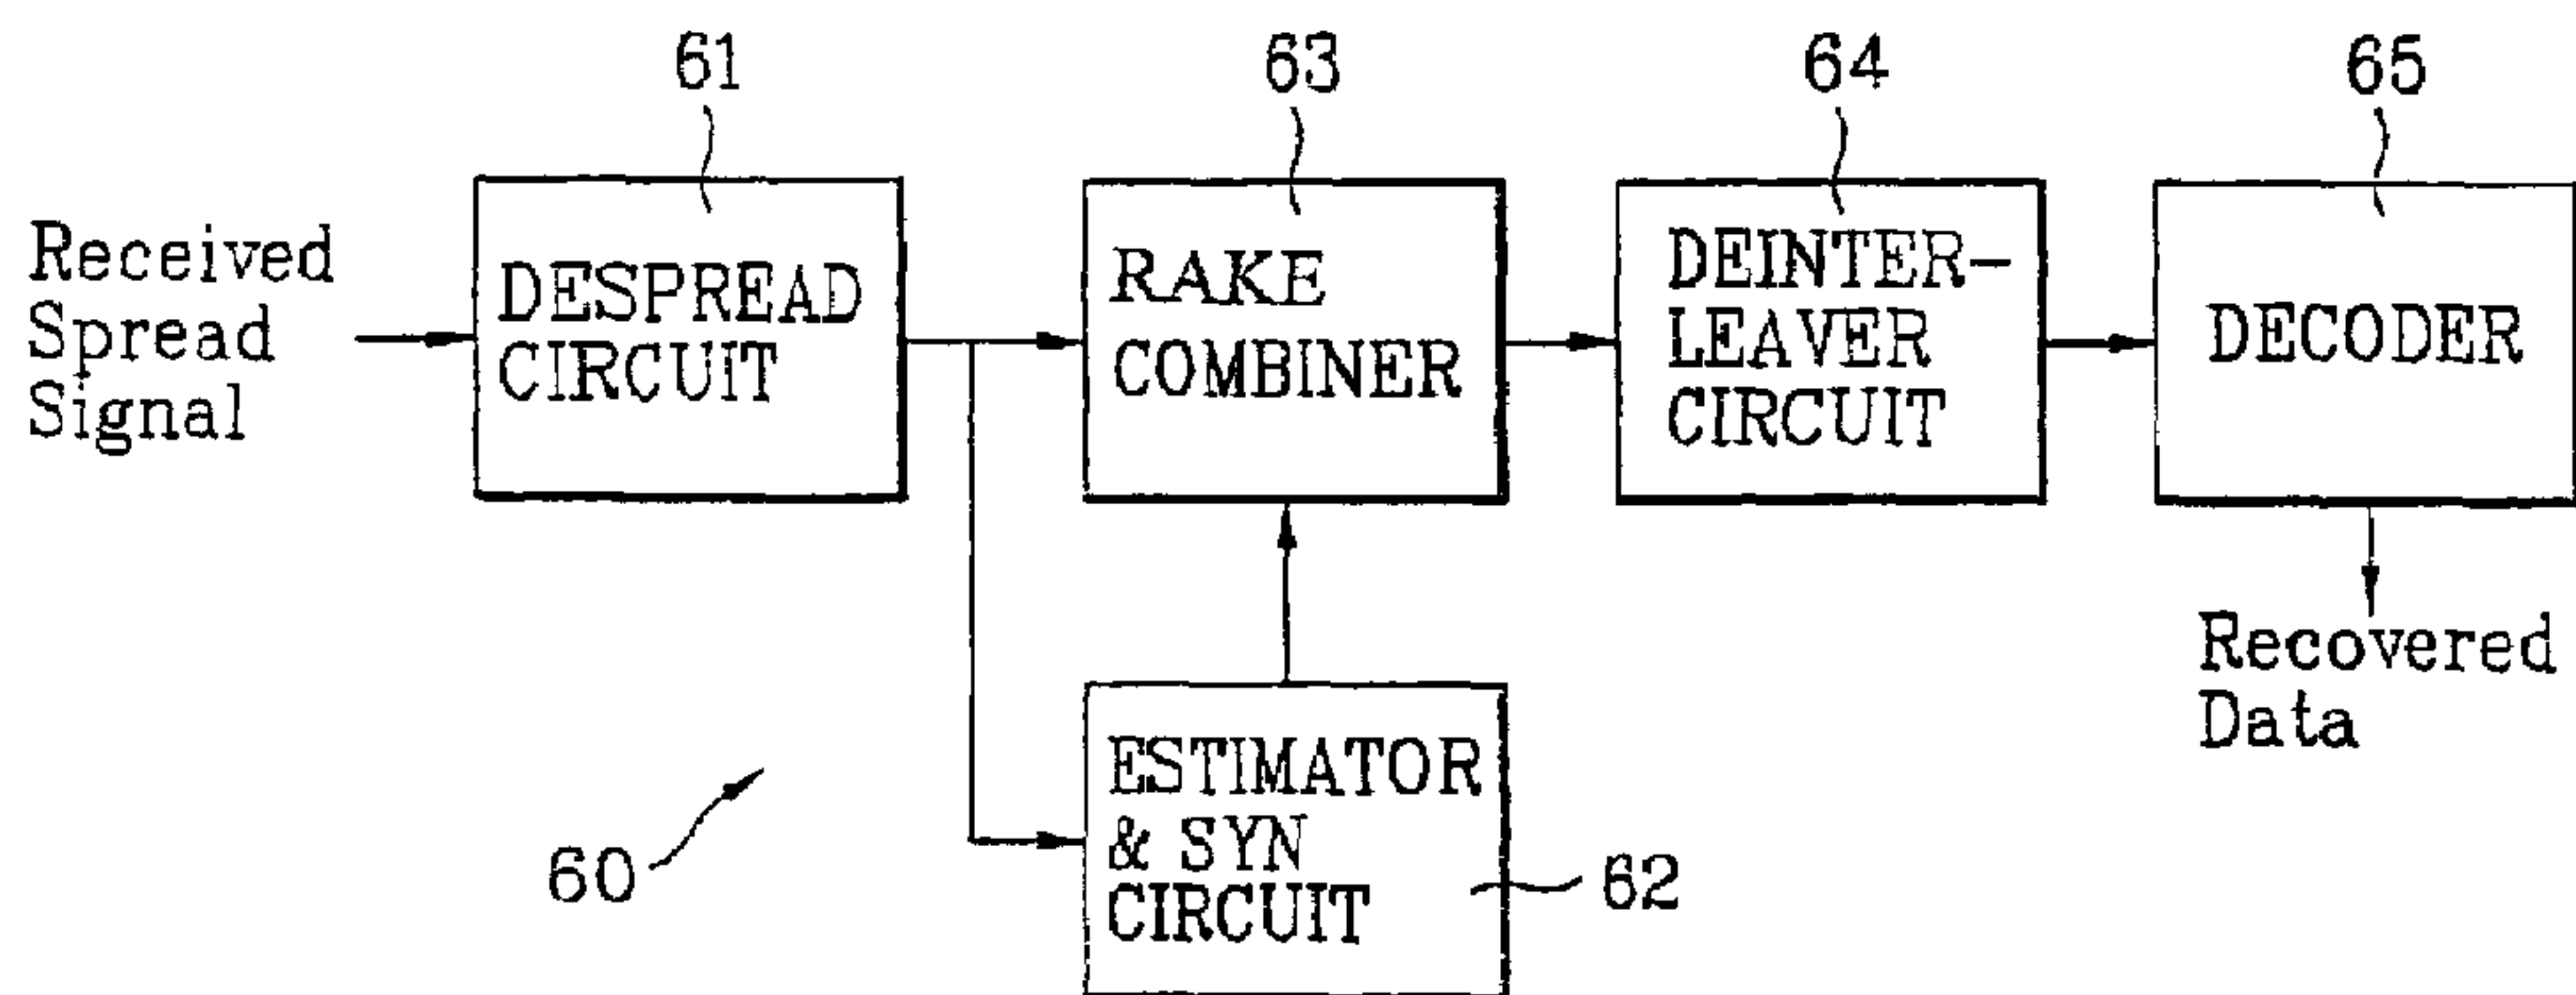 61
63
64
65
Received
Spread
Signal
DESPREAD
CIRCUIT
RAKE
COMBINER
DEINTER-
LEAVER
CIRCUIT
DECODER
Recovered
Data
ESTIMATOR
& SYN
CIRCUIT
60
62